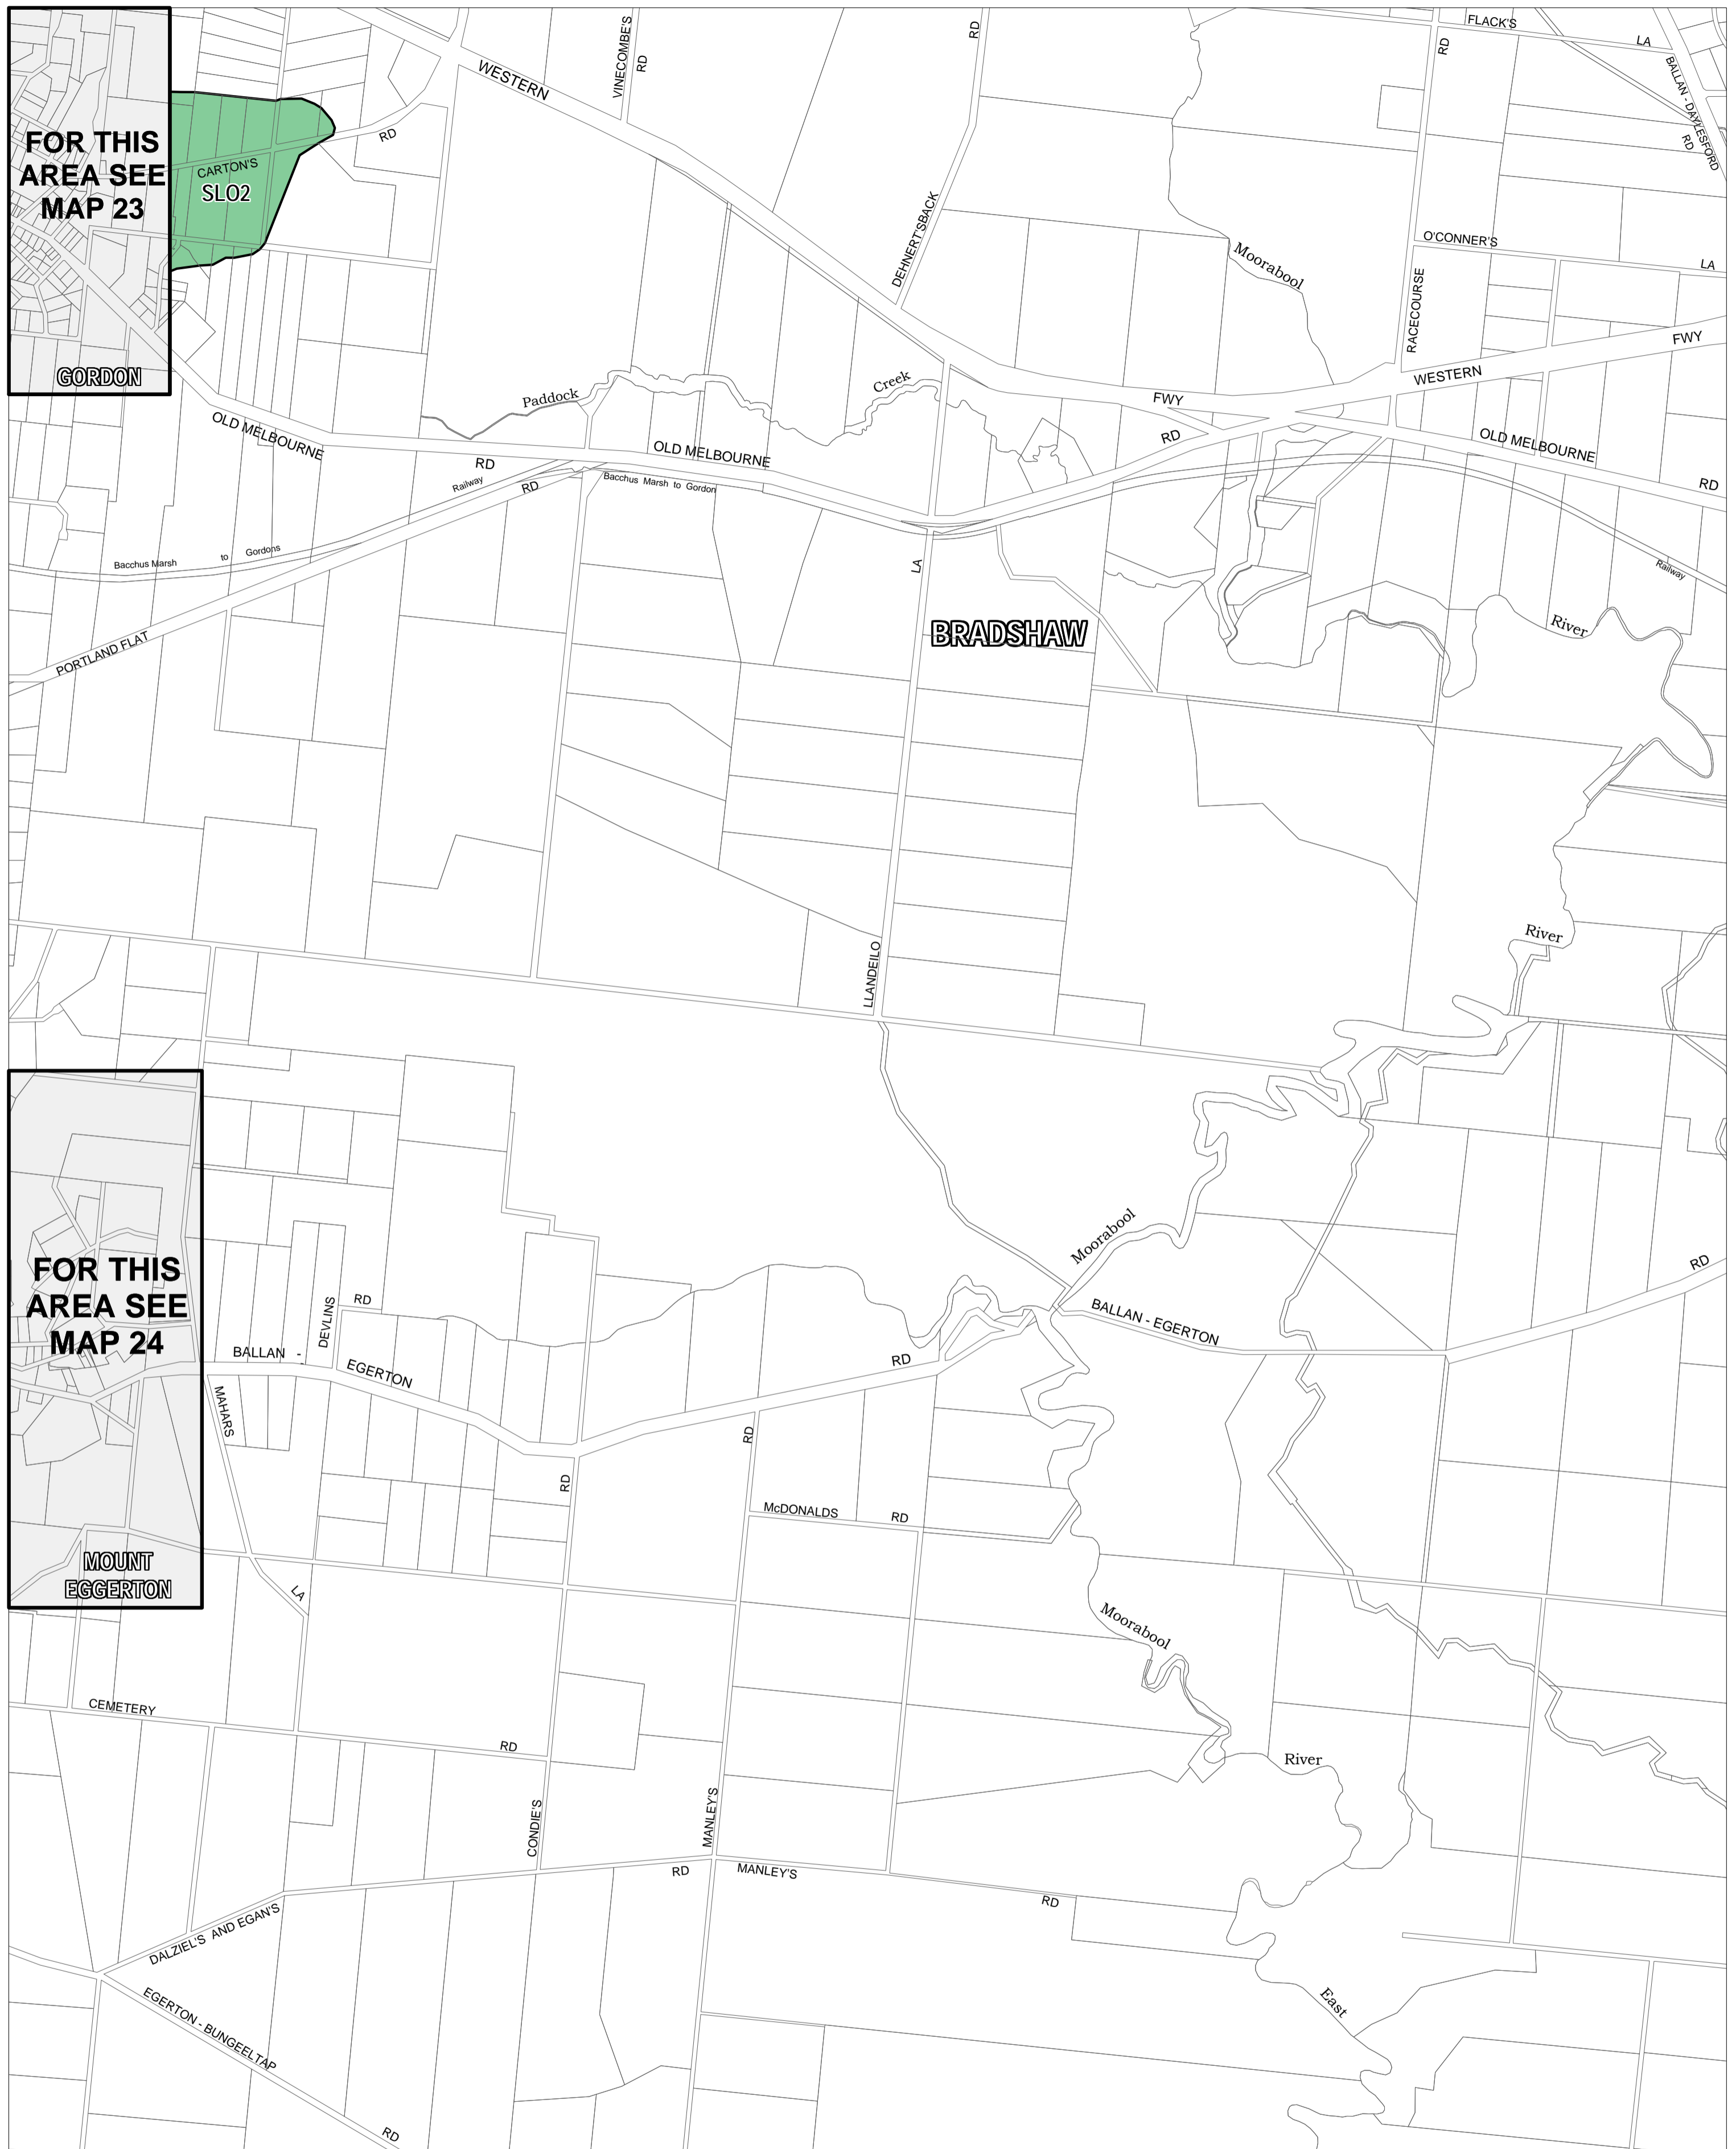 FLACK'S
LA
RD
BALLAN - DAYLESFORD
RD
VINECOMBE'S
RD
RD
WESTERN
FOR THIS
AREA SEE
MAP 23
RD
CARTON'S
SLO2
DEHNERT'SBACK
Moorabool
O'CONNER'S
LA
RACECOURSE
FWY
WESTERN
GORDON
Paddock
Creek
FWY
OLD MELBOURNE
RD
OLD MELBOURNE
RD
OLD MELBOURNE
RD
Railway
RD
Bacchus Marsh to Gordon
Bacchus Marsh
to
Gordons
LA
Railway
BRADSHAW
River
PORTLAND FLAT
River
LLANDEILO
Moorabool
FOR THIS
AREA SEE
MAP 24
RD
DEVLINS
RD
BALLAN - EGERTON
BALLAN -
EGERTON
RD
MAHARS
RD
RD
McDONALDS
RD
MOUNT
EGGERTON
LA
Moorabool
CEMETERY
RD
River
CONDIE'S
MANLEY'S
RD
MANLEY'S
RD
DALZIEL'S AND EGAN'S
EGERTON - BUNGEELTAP
East
RD